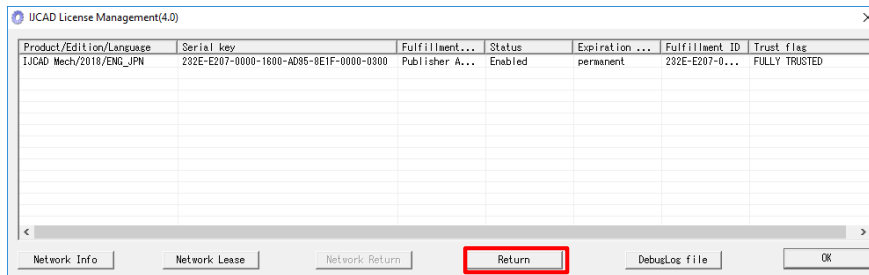 IJCAD License Management(4.0)
Product/Edition/Language Serial key Fulfillment... Status Expiration ... Fulfillment ID Trust flag
IJCAD Mech/2018/ENG_JPN 232E-E207-0000-1600-AD95-8E1F-0000-0300 Publisher A... Enabled permanent 232E-E207-0... FULLY TRUSTED
Network Info Network Lease Network Return Return DebugLog file OK